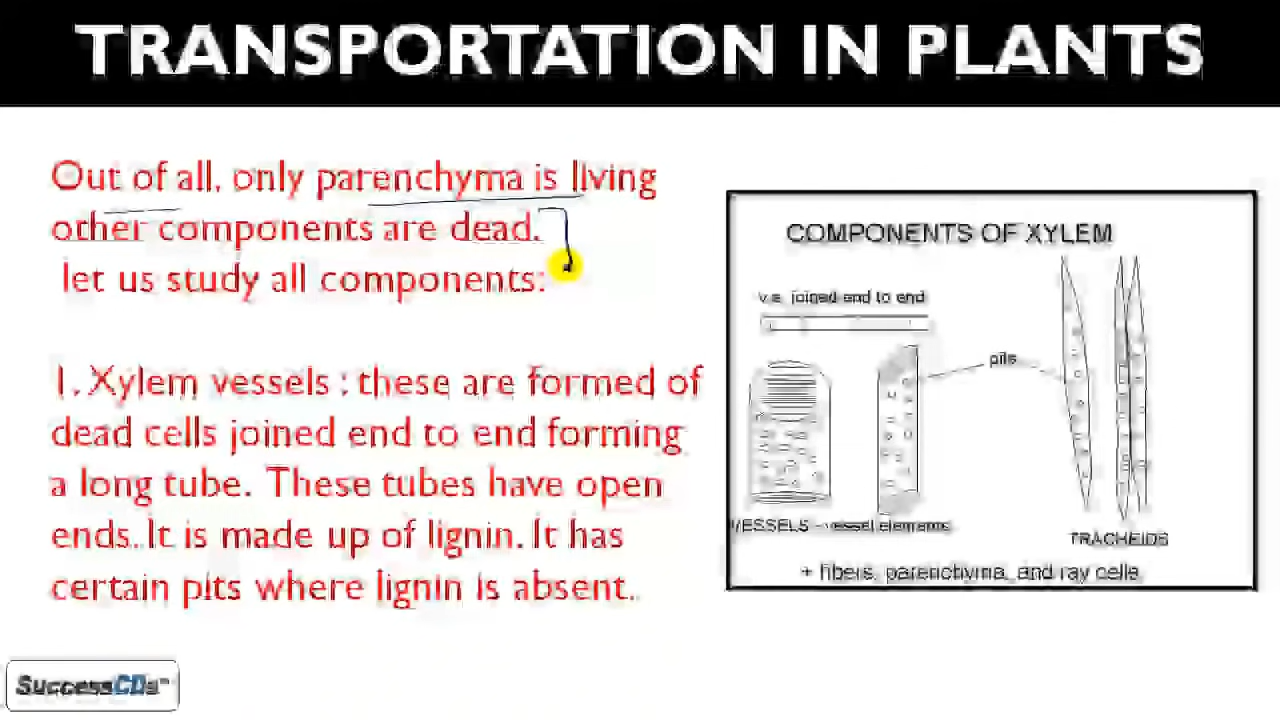 TRANSPORTATION IN PLANTS
Out of all, only parenchyma is living
other components are dead.
let us study all components:
1. Xylem vessels : these are formed of
dead cells joined end to end forming
a long tube. These tubes have open
ends. It is made up of lignin. It has
certain pits where lignin is absent.
COMPONENTS OF XYLEM
v.e. joined end to end
pits
VESSELS - vessel elements
TRACHEIDS
+ fibers, parenchyma, and ray cells
SuccessCDs™